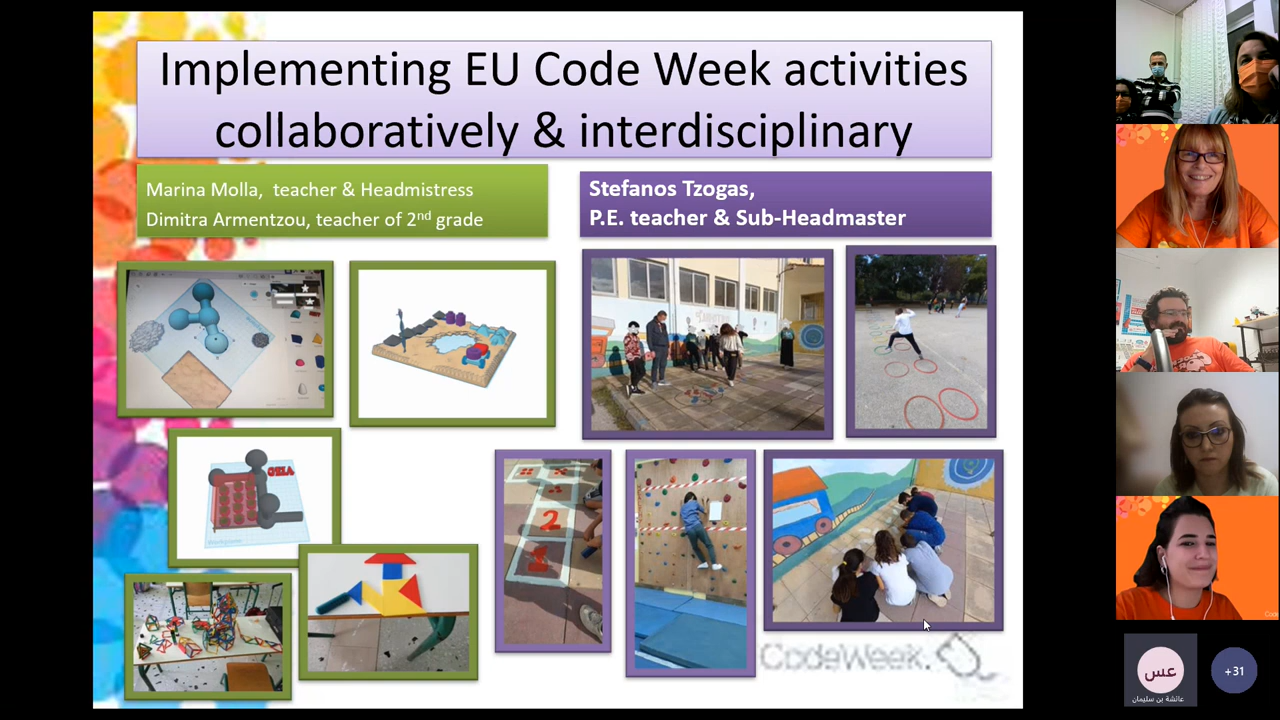 Implementing EU Code Week activities
collaboratively & interdisciplinary
Marina Molla, teacher & Headmistress
Dimitra Armentzou, teacher of 2nd grade
Stefanos Tzogas,
P.E. teacher & Sub-Headmaster
2
1
CodeWeek.
عس
عائشة بن سليمان
+31